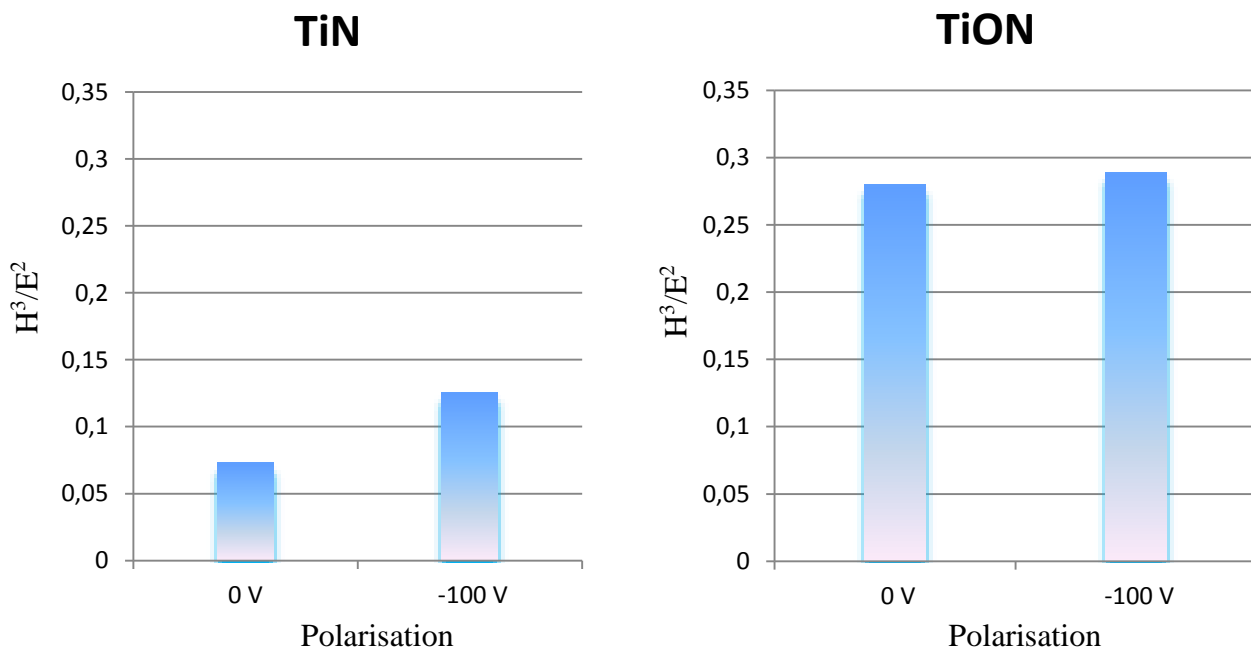 TiN
0,35
0,3
0,25
0,2
0,15
0,1
0,05
0
H³/E²
0 V
-100 V
Polarisation
TiON
0,35
0,3
0,25
0,2
0,15
0,1
0,05
0
H³/E²
0 V
-100 V
Polarisation